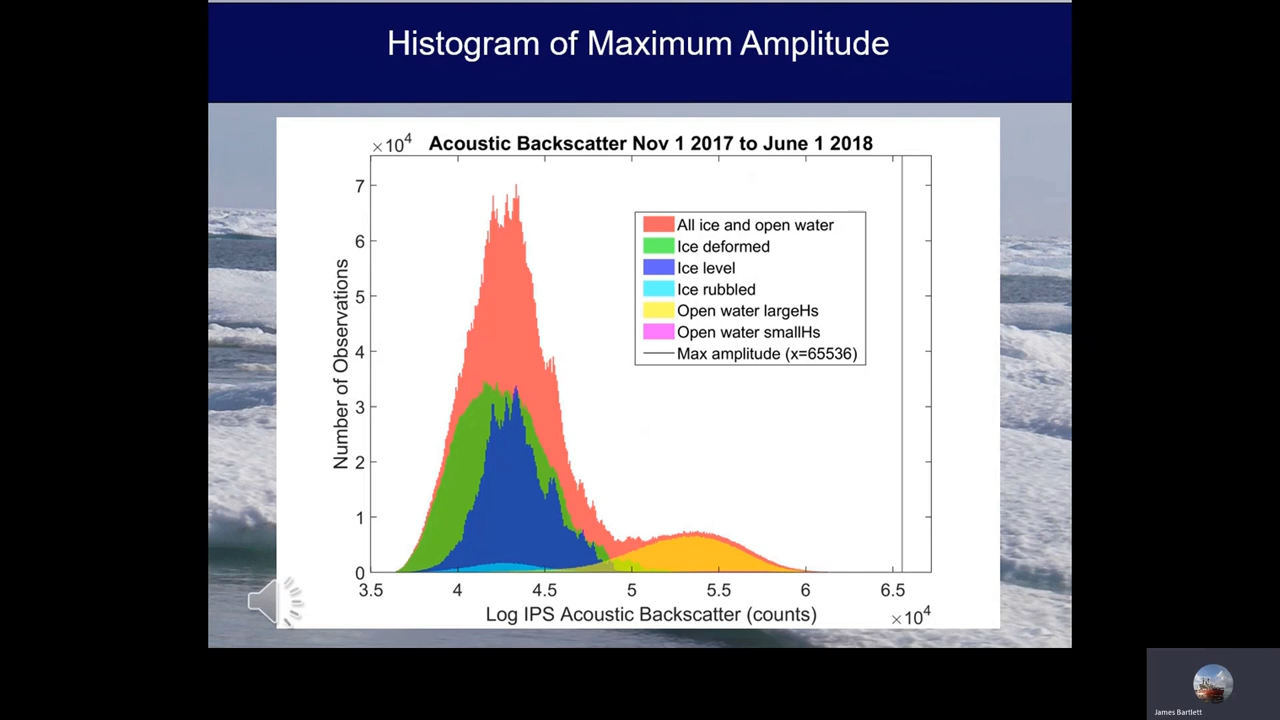 Histogram of Maximum Amplitude
×10⁴
Acoustic Backscatter Nov 1 2017 to June 1 2018
7
6
5
4
3
2
1
0
Number of Observations
All ice and open water
Ice deformed
Ice level
Ice rubbled
Open water largeHs
Open water smallHs
Max amplitude (x=65536)
3.5 4 4.5 5 5.5 6 6.5
Log IPS Acoustic Backscatter (counts)
×10⁴
James Bartlett